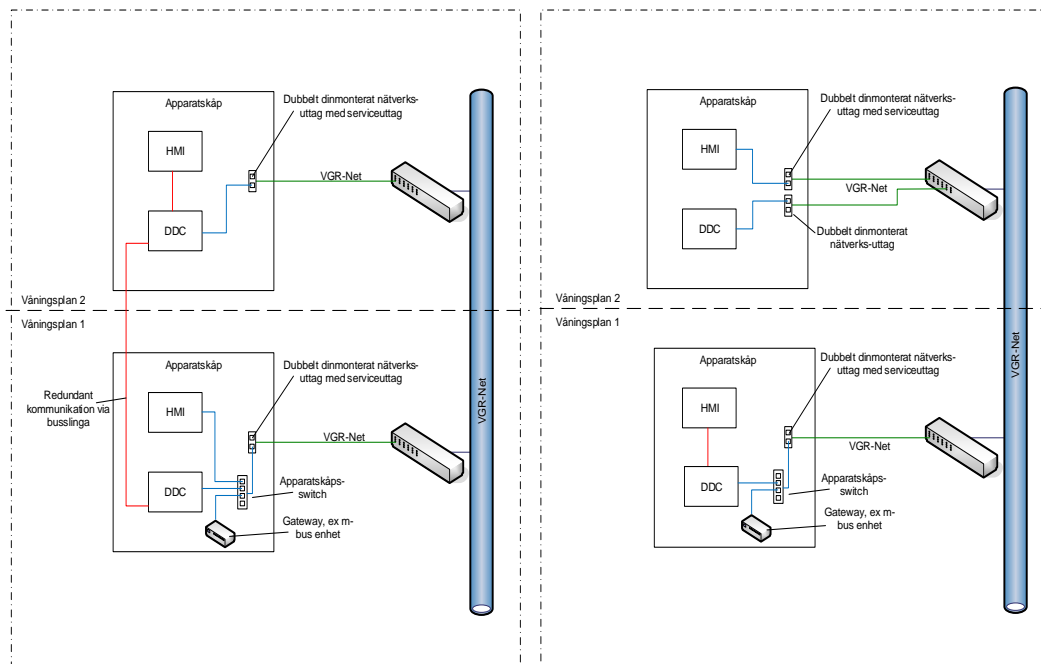 Apparatskåp
Dubbelt dinmonterat nätverks-
uttag med serviceuttag
HMI
VGR-Net
DDC
Våningsplan 2
Våningsplan 1
Apparatskåp
Dubbelt dinmonterat nätverks-
uttag med serviceuttag
Redundant
kommunikation via
busslinga
HMI
VGR-Net
DDC
Apparatskåps-
switch
Gateway, ex m-
bus enhet
VGR-Net
Apparatskåp
Dubbelt dinmonterat nätverks-
uttag med serviceuttag
HMI
VGR-Net
DDC
Dubbelt dinmonterat
nätverks-uttag
Våningsplan 2
Våningsplan 1
Apparatskåp
Dubbelt dinmonterat nätverks-
uttag med serviceuttag
HMI
VGR-Net
DDC
Apparatskåps-
switch
Gateway, ex m-
bus enhet
VGR-Net